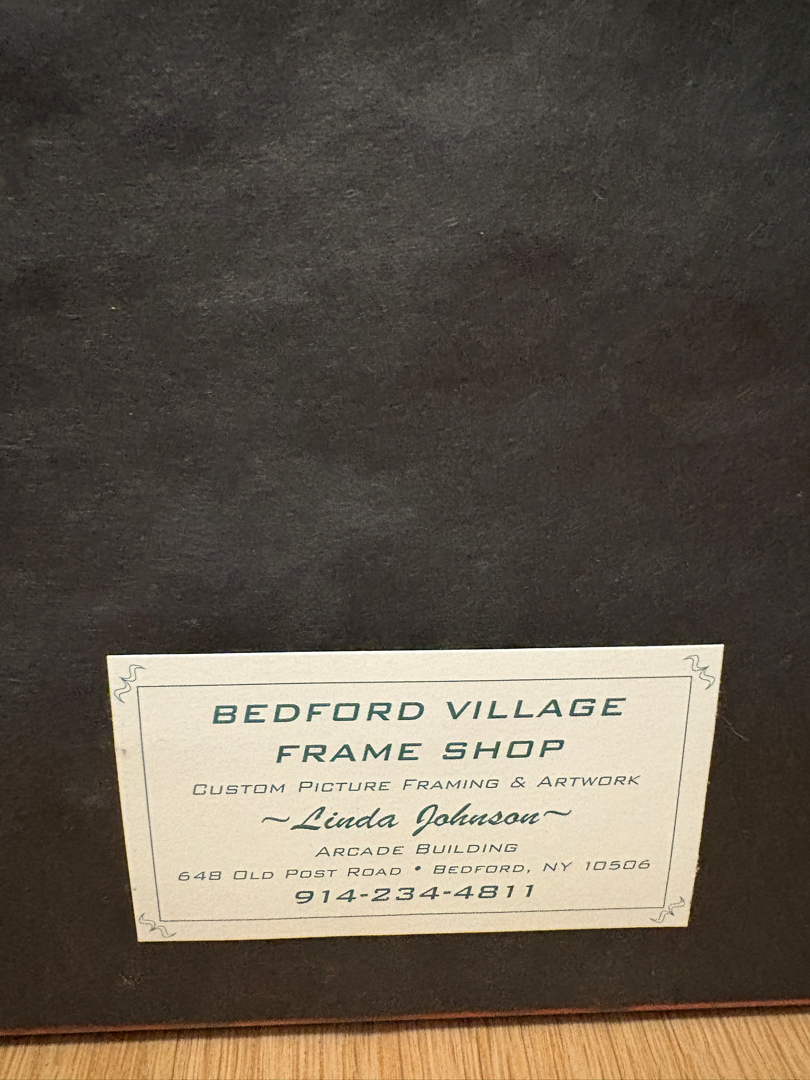 BEDFORD VILLAGE
FRAME SHOP
CUSTOM PICTURE FRAMING & ARTWORK
~Linda Johnson~
ARCADE BUILDING
648 OLD POST ROAD • BEDFORD, NY 10506
914-234-4811